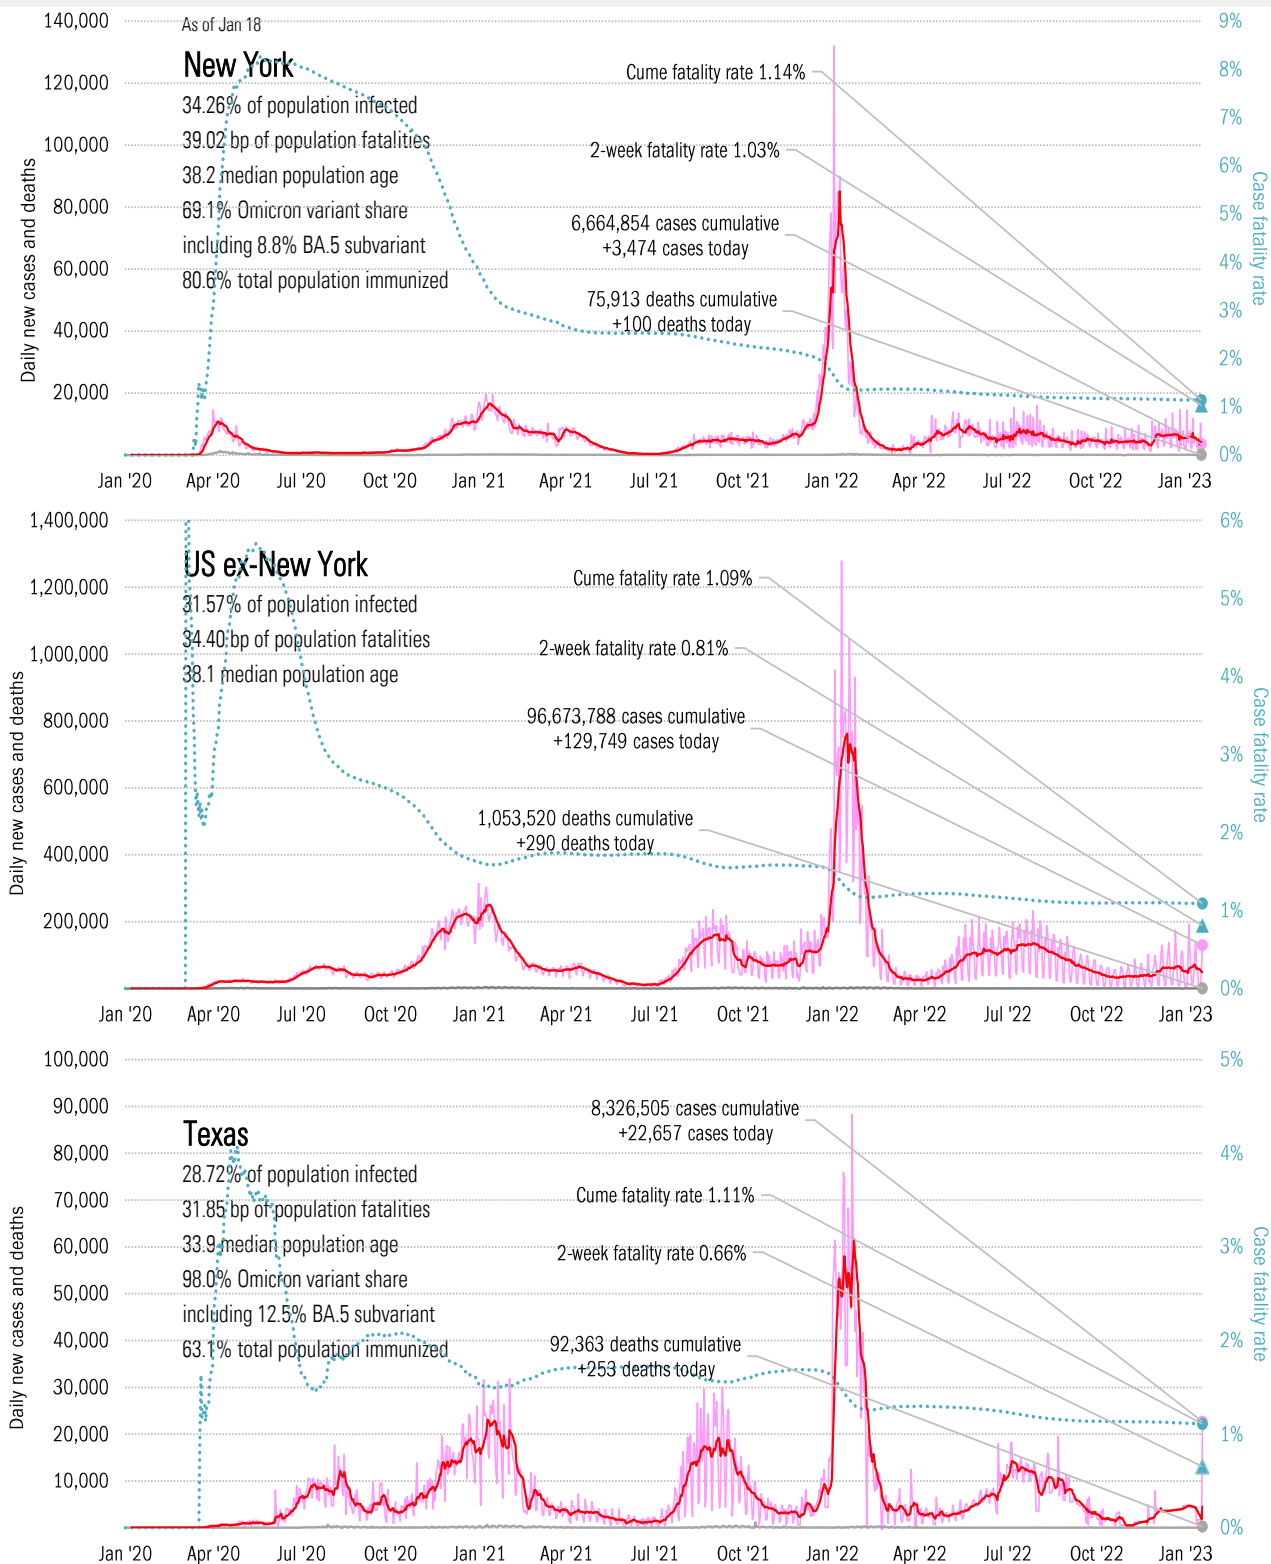 As of Jan 18
New York
34.26% of population infected
39.02 bp of population fatalities
38.2 median population age
69.1% Omicron variant share
including 8.8% BA.5 subvariant
80.6% total population immunized
Cume fatality rate 1.14%
2-week fatality rate 1.03%
6,664,854 cases cumulative
+3,474 cases today
75,913 deaths cumulative
+100 deaths today
Daily new cases and deaths
140,000
120,000
100,000
80,000
60,000
40,000
20,000
9%
8%
7%
6%
5%
4%
3%
2%
1%
0%
Case fatality rate
Jan '20 Apr '20 Jul '20 Oct '20 Jan '21 Apr '21 Jul '21 Oct '21 Jan '22 Apr '22 Jul '22 Oct '22 Jan '23
US ex-New York
31.57% of population infected
34.40 bp of population fatalities
38.1 median population age
Cume fatality rate 1.09%
2-week fatality rate 0.81%
96,673,788 cases cumulative
+129,749 cases today
1,053,520 deaths cumulative
+290 deaths today
Daily new cases and deaths
1,400,000
1,200,000
1,000,000
800,000
600,000
400,000
200,000
6%
5%
4%
3%
2%
1%
0%
Case fatality rate
Jan '20 Apr '20 Jul '20 Oct '20 Jan '21 Apr '21 Jul '21 Oct '21 Jan '22 Apr '22 Jul '22 Oct '22 Jan '23
Texas
28.72% of population infected
31.85 bp of population fatalities
33.9 median population age
98.0% Omicron variant share
including 12.5% BA.5 subvariant
63.1% total population immunized
8,326,505 cases cumulative
+22,657 cases today
Cume fatality rate 1.11%
2-week fatality rate 0.66%
92,363 deaths cumulative
+253 deaths today
Daily new cases and deaths
100,000
90,000
80,000
70,000
60,000
50,000
40,000
30,000
20,000
10,000
5%
4%
3%
2%
1%
0%
Case fatality rate
Jan '20 Apr '20 Jul '20 Oct '20 Jan '21 Apr '21 Jul '21 Oct '21 Jan '22 Apr '22 Jul '22 Oct '22 Jan '23